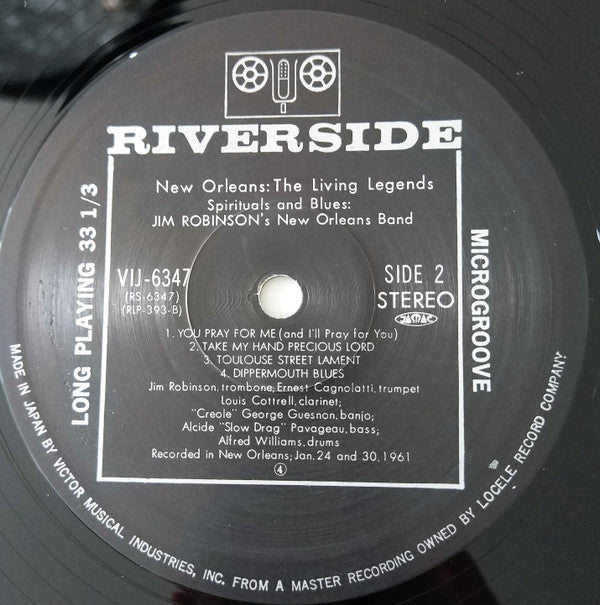 RIVERSIDE
New Orleans: The Living Legends
Spirituals and Blues:
JIM ROBINSON's New Orleans Band
VIJ-6347
(RS-6347)
(RLP-393-B)
SIDE 2
STEREO
JASRAC
1. YOU PRAY FOR ME (and I'll Pray for You)
2. TAKE MY HAND PRECIOUS LORD
3. TOULOUSE STREET LAMENT
4. DIPPERMOUTH BLUES
Jim Robinson, trombone; Ernest Cagnolatti, trumpet
Louis Cottrell, clarinet;
"Creole" George Guesnon, banjo;
Alcide "Slow Drag" Pavageau, bass;
Alfred Williams, drums
Recorded in New Orleans; Jan. 24 and 30, 1961
④
LONG PLAYING 33 1/3
MICROGROOVE
MADE IN JAPAN BY VICTOR MUSICAL INDUSTRIES, INC. FROM A MASTER RECORDING OWNED BY LOCELE RECORD COMPANY